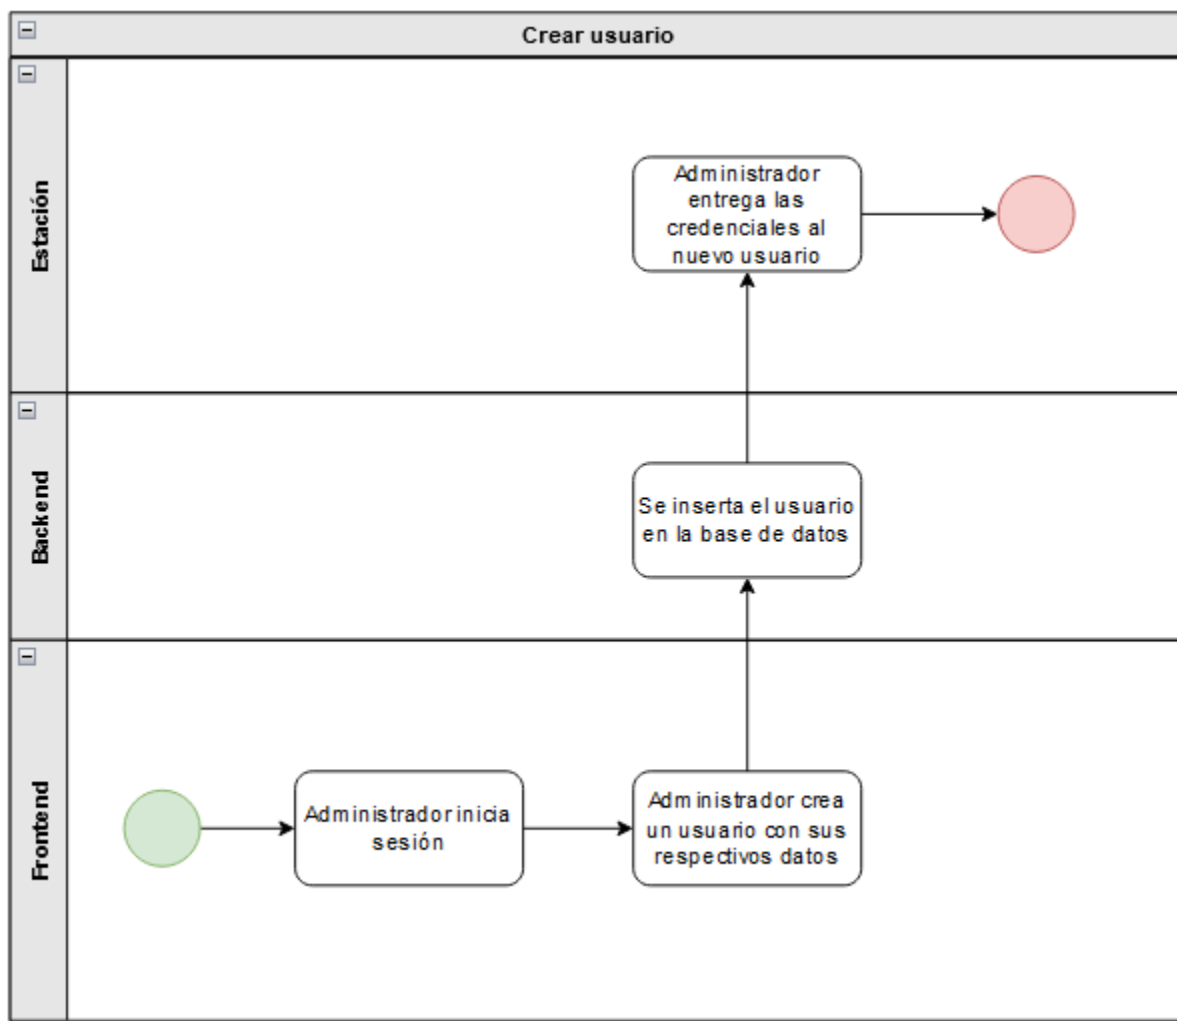 Crear usuario
Estación
Administrador
entrega las
credenciales al
nuevo usuario
Backend
Se inserta el usuario
en la base de datos
Frontend
Administrador inicia
sesión
Administrador crea
un usuario con sus
respectivos datos